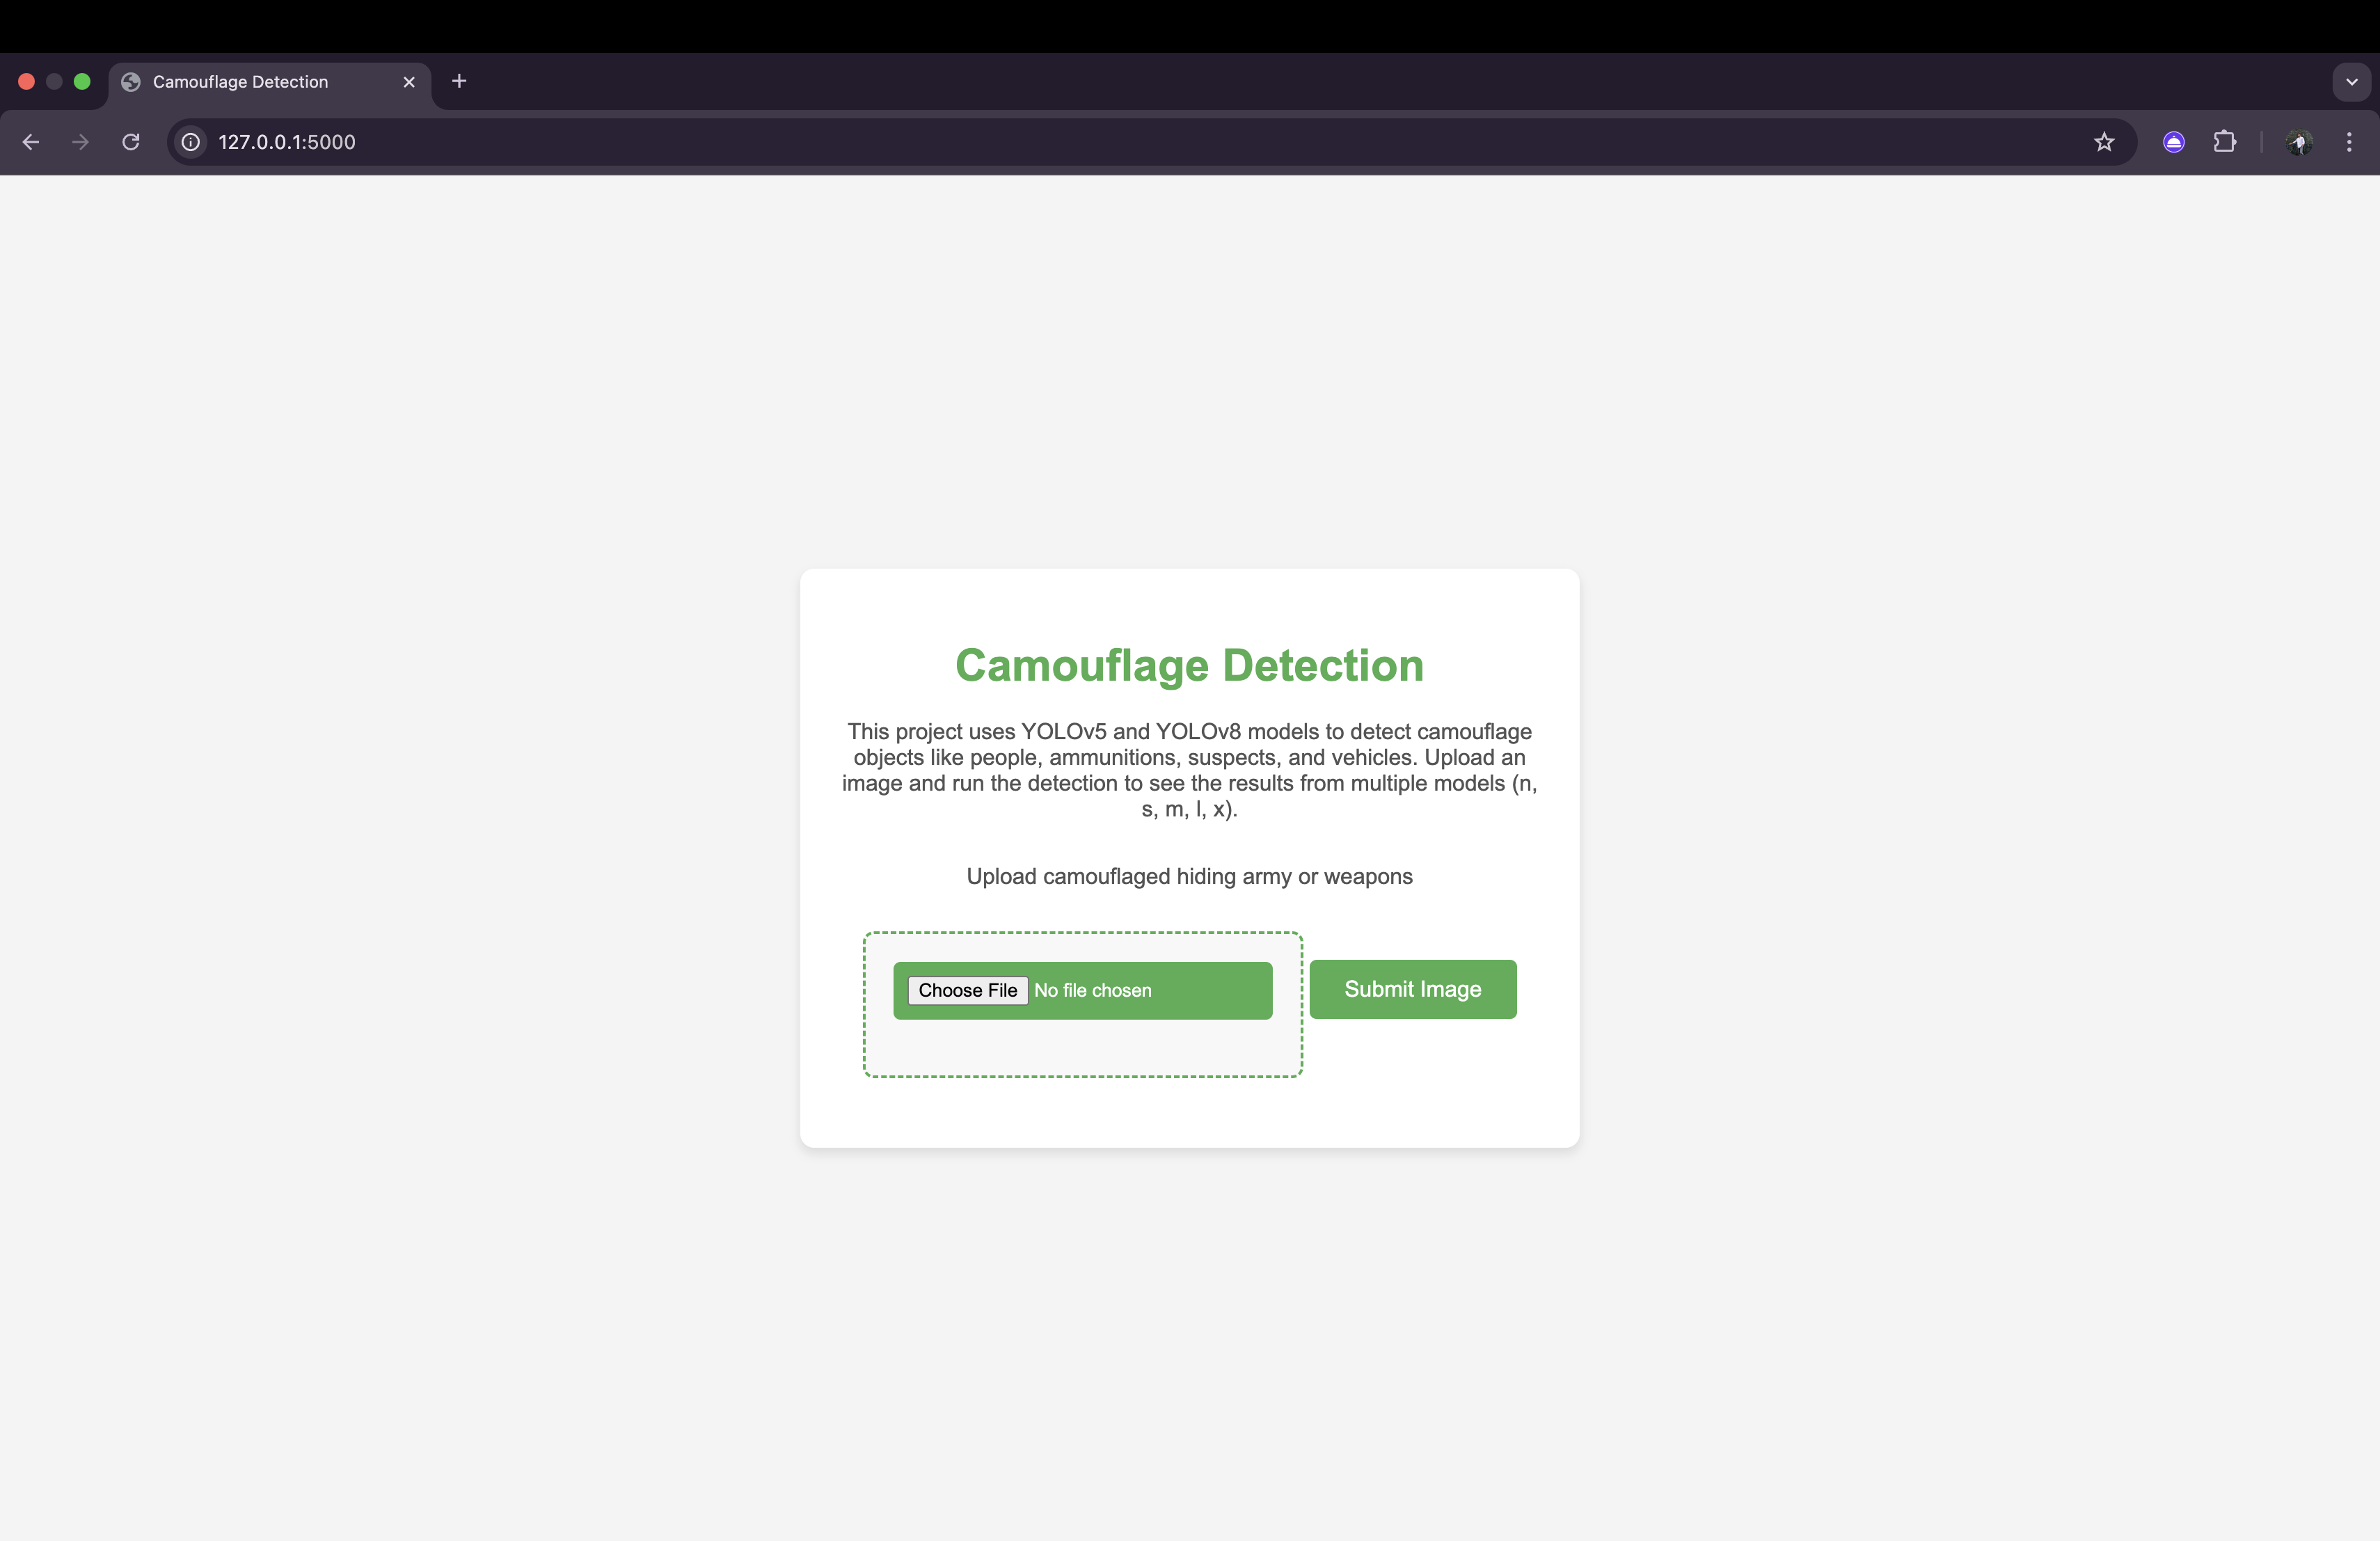 Camouflage Detection
127.0.0.1:5000
Camouflage Detection
This project uses YOLOv5 and YOLOv8 models to detect camouflage
objects like people, ammunitions, suspects, and vehicles. Upload an
image and run the detection to see the results from multiple models (n,
s, m, l, x).
Upload camouflaged hiding army or weapons
Choose File No file chosen
Submit Image